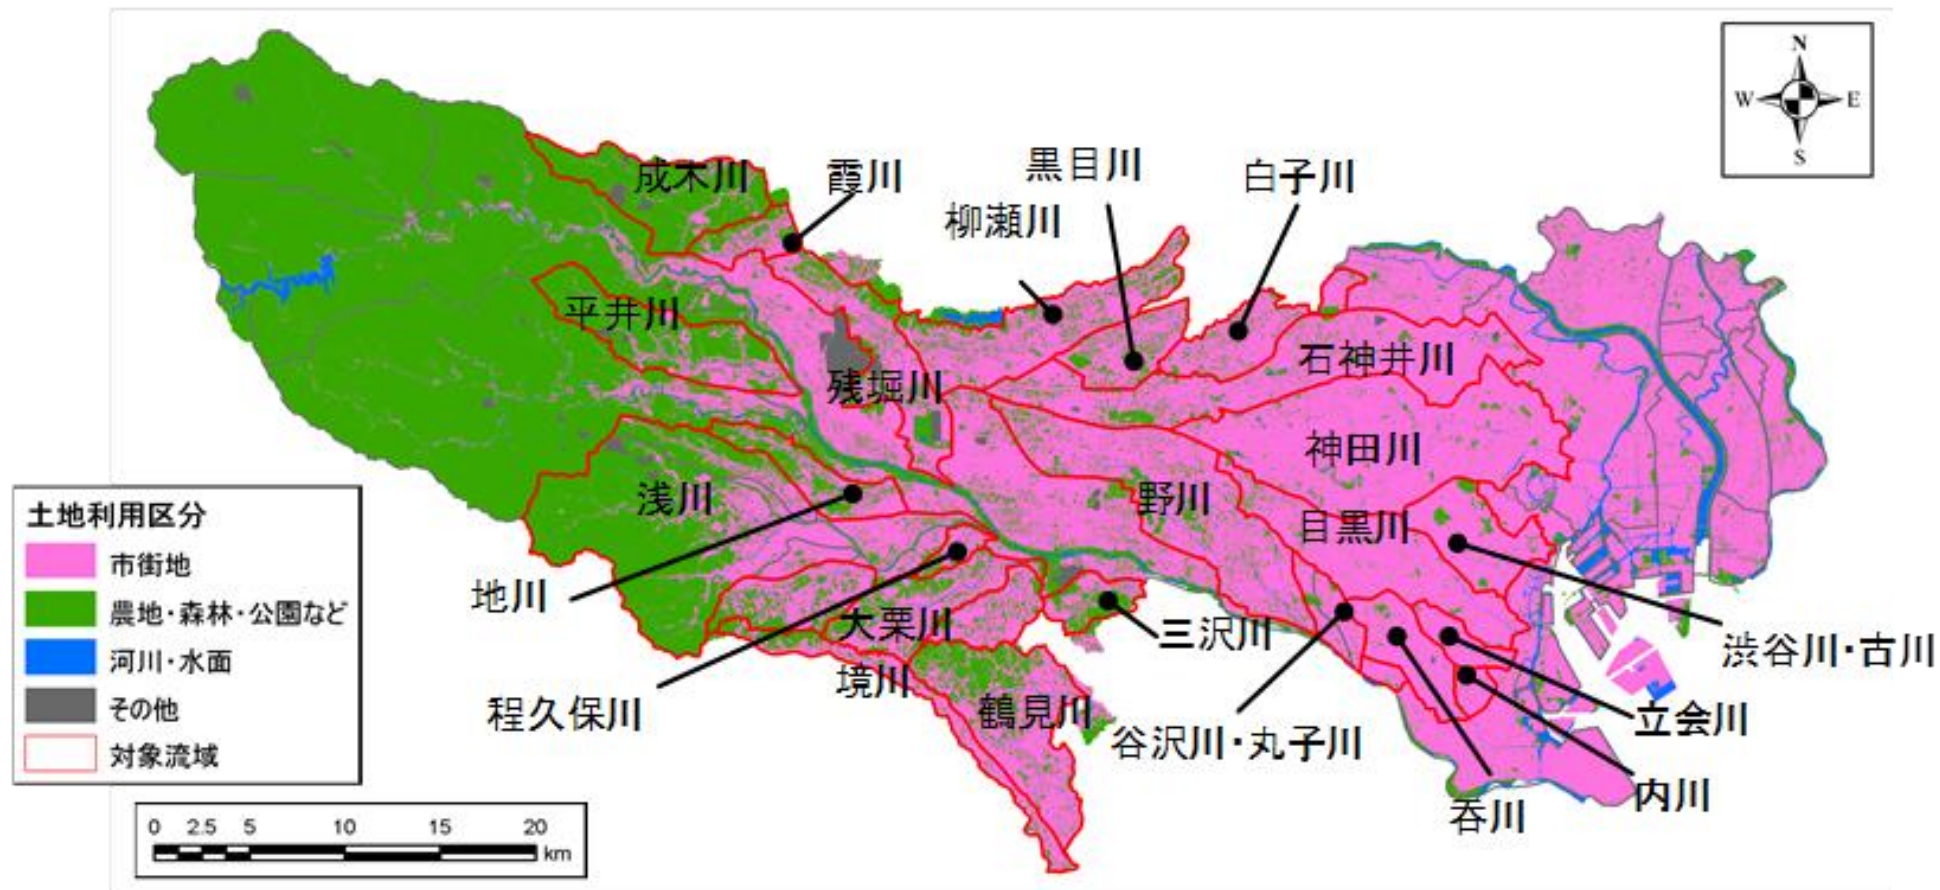 N
W
E
S
成木川
霞川
黒目川
白子川
柳瀬川
平井川
残堀川
石神井川
神田川
浅川
野川
目黒川
地川
大栗川
三沢川
渋谷川・古川
程久保川
境川
鶴見川
谷沢川・丸子川
立会川
内川
呑川
土地利用区分
市街地
農地・森林・公園など
河川・水面
その他
対象流域
0 2.5 5 10 15 20
km